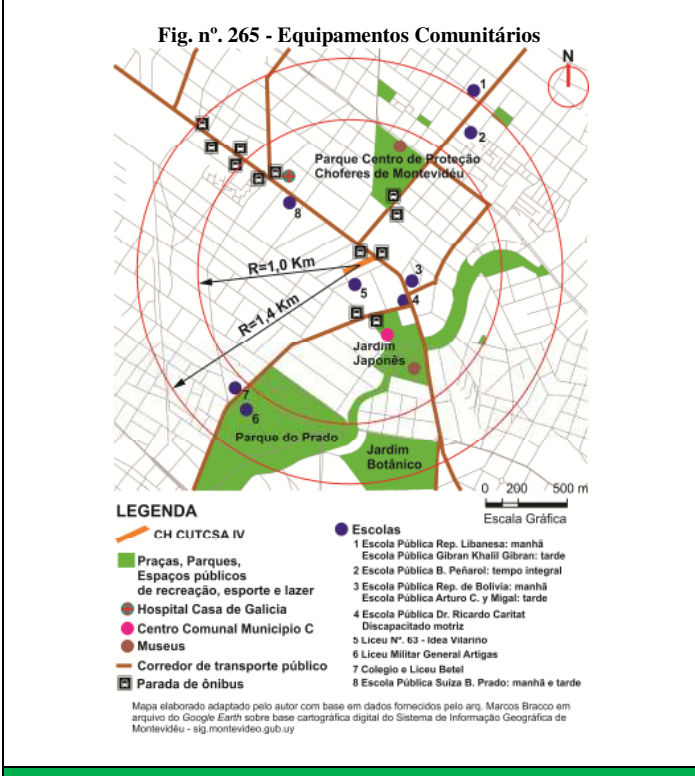 Fig. nº. 265 - Equipamentos Comunitários
N
1
2
Parque Centro de Proteção
Choferes de Montevidéu
8
R=1,0 Km
3
5
4
R=1,4 Km
Jardim
Japonês
7
6
Parque do Prado
Jardim
Botânico
0 200 500 m
Escala Gráfica
LEGENDA
CH CUTCSA IV
Praças, Parques,
Espaços públicos
de recreação, esporte e lazer
Hospital Casa de Galicia
Centro Comunal Municipio C
Museus
Corredor de transporte público
Parada de ônibus
Escolas
1 Escola Pública Rep. Libanesa: manhã
Escola Pública Gibran Khalil Gibran: tarde
2 Escola Pública B. Peñarol: tempo integral
3 Escola Pública Rep. de Bolivia: manhã
Escola Pública Arturo C. y Migal: tarde
4 Escola Pública Dr. Ricardo Caritat
Discapacitado motriz
5 Liceu Nº. 63 - Idea Vilarino
6 Liceu Militar General Artigas
7 Colegio e Liceu Betel
8 Escola Pública Suiza B. Prado: manhã e tarde
Mapa elaborado adaptado pelo autor com base em dados fornecidos pelo arq. Marcos Bracco em
arquivo do Google Earth sobre base cartográfica digital do Sistema de Informação Geográfica de
Montevidéu - sig.montevideo.gub.uy